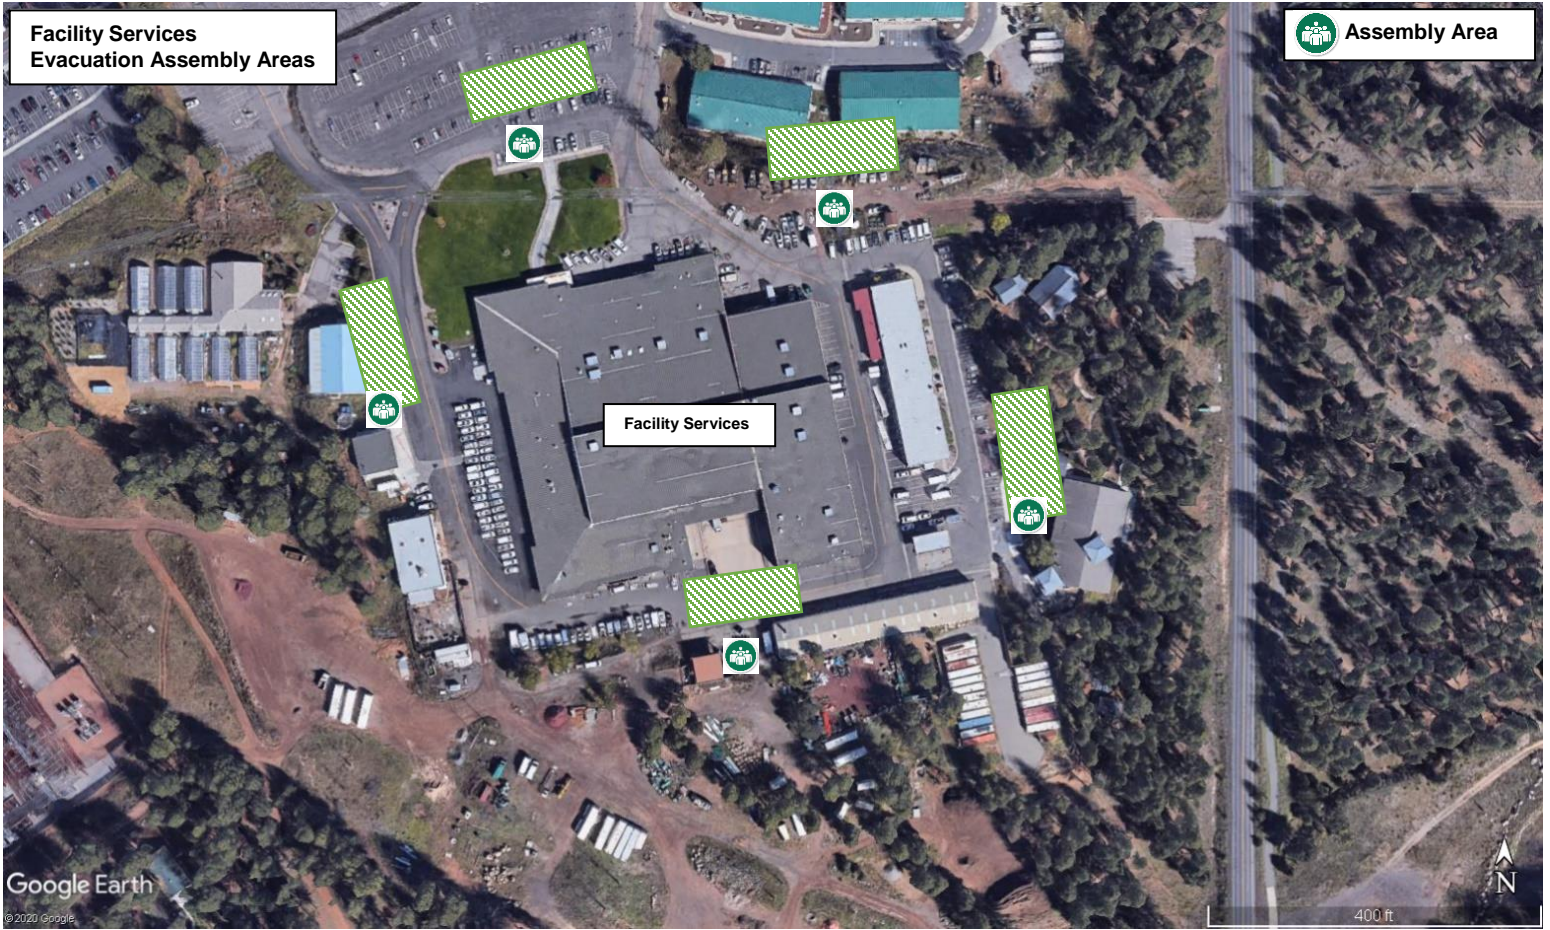 Facility Services
Evacuation Assembly Areas
Assembly Area
Facility Services
Google Earth
©2020 Google
N
400 ft